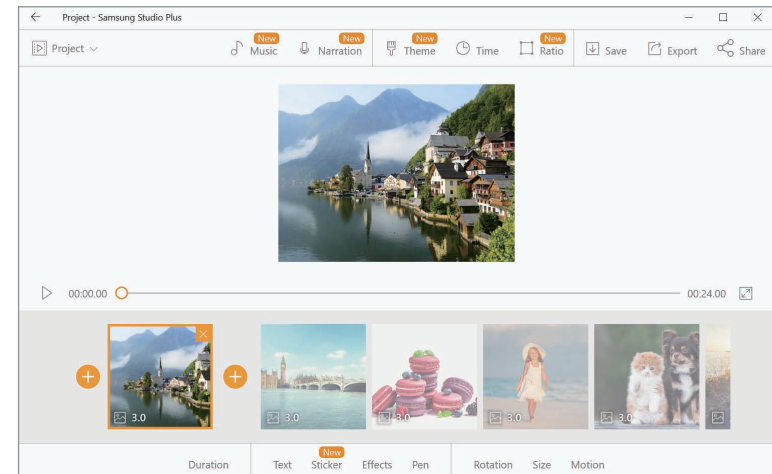 Project - Samsung Studio Plus
Project
New
Music
New
Narration
New
Theme
Time
New
Ratio
Save
Export
Share
00:00.00
00:24.00
3.0
3.0
3.0
3.0
3.0
Duration
Text
New
Sticker
Effects
Pen
Rotation
Size
Motion